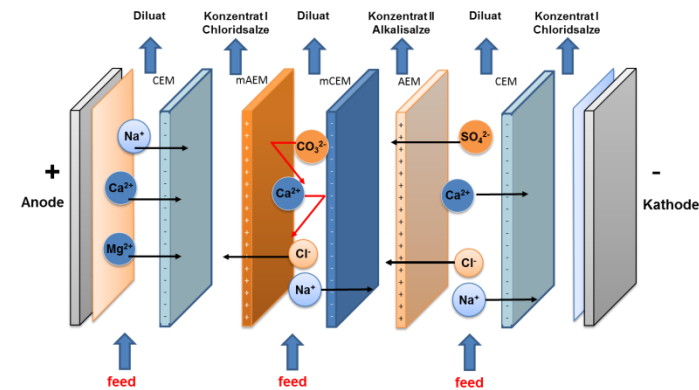 Diluat
Konzentrat I
Chloridsalze
Diluat
Konzentrat II
Alkalisalze
Diluat
Konzentrat I
Chloridsalze
CEM
mAEM
mCEM
AEM
CEM
Na⁺
CO₃²⁻
SO₄²⁻
+
Anode
Ca²⁺
Ca²⁺
Ca²⁺
-
Kathode
Mg²⁺
Cl⁻
Cl⁻
Na⁺
Na⁺
feed
feed
feed